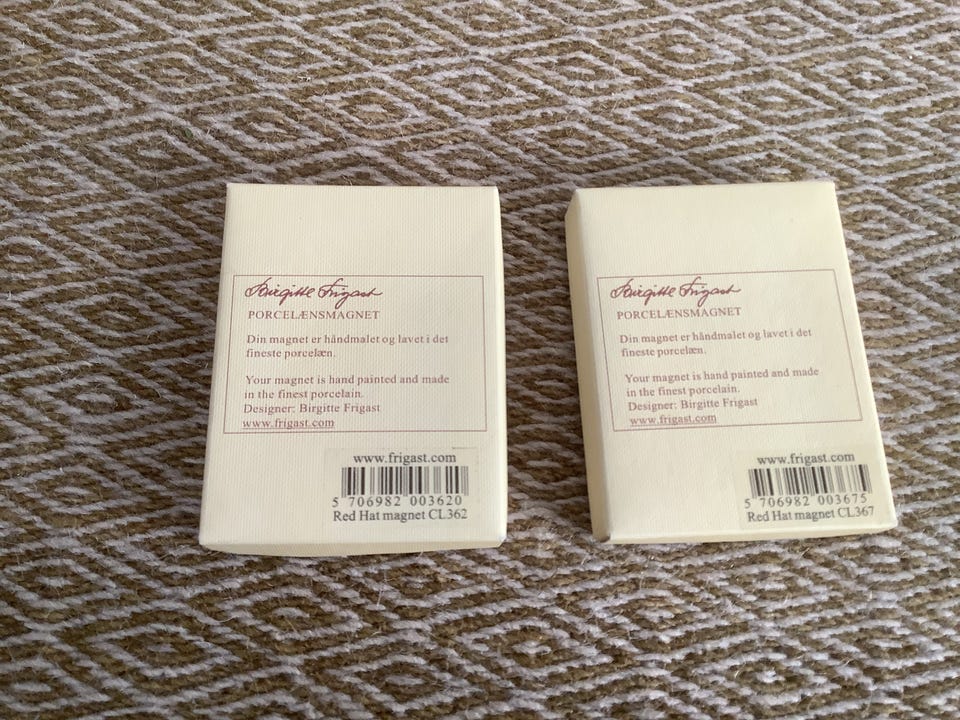 Birgitte Frigast
PORCELÆNSMAGNET
Din magnet er håndmalet og lavet i det
fineste porcelæn.
Your magnet is hand painted and made
in the finest porcelain.
Designer: Birgitte Frigast
www.frigast.com
www.frigast.com
5 706982 003620
Red Hat magnet CL362
Birgitte Frigast
PORCELÆNSMAGNET
Din magnet er håndmalet og lavet i det
fineste porcelæn.
Your magnet is hand painted and made
in the finest porcelain.
Designer: Birgitte Frigast
www.frigast.com
www.frigast.com
5 706982 003675
Red Hat magnet CL367